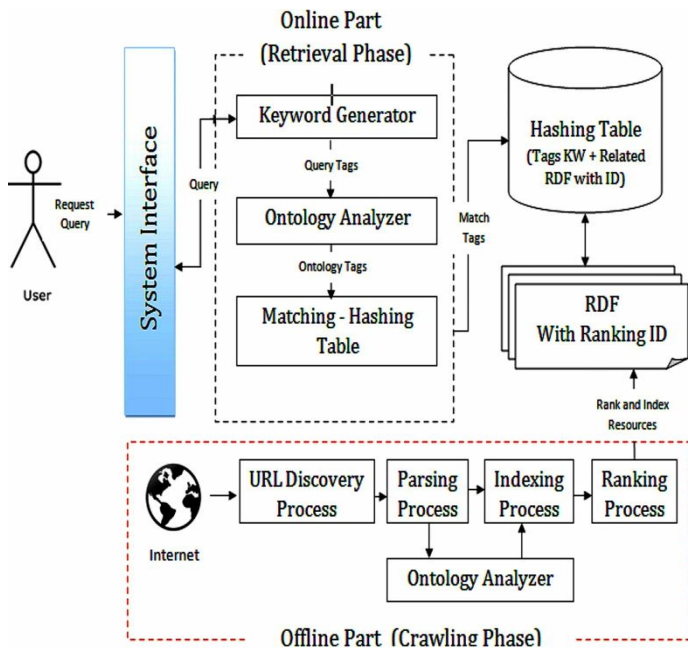 Online Part
(Retrieval Phase)
Keyword Generator
Query Tags
Ontology Analyzer
Ontology Tags
Matching - Hashing
Table
Request
Query
User
System Interface
Query
Match
Tags
Hashing Table
(Tags KW + Related
RDF with ID)
RDF
With Ranking ID
Rank and Index
Resources
Internet
URL Discovery
Process
Parsing
Process
Indexing
Process
Ranking
Process
Ontology Analyzer
Offline Part (Crawling Phase)